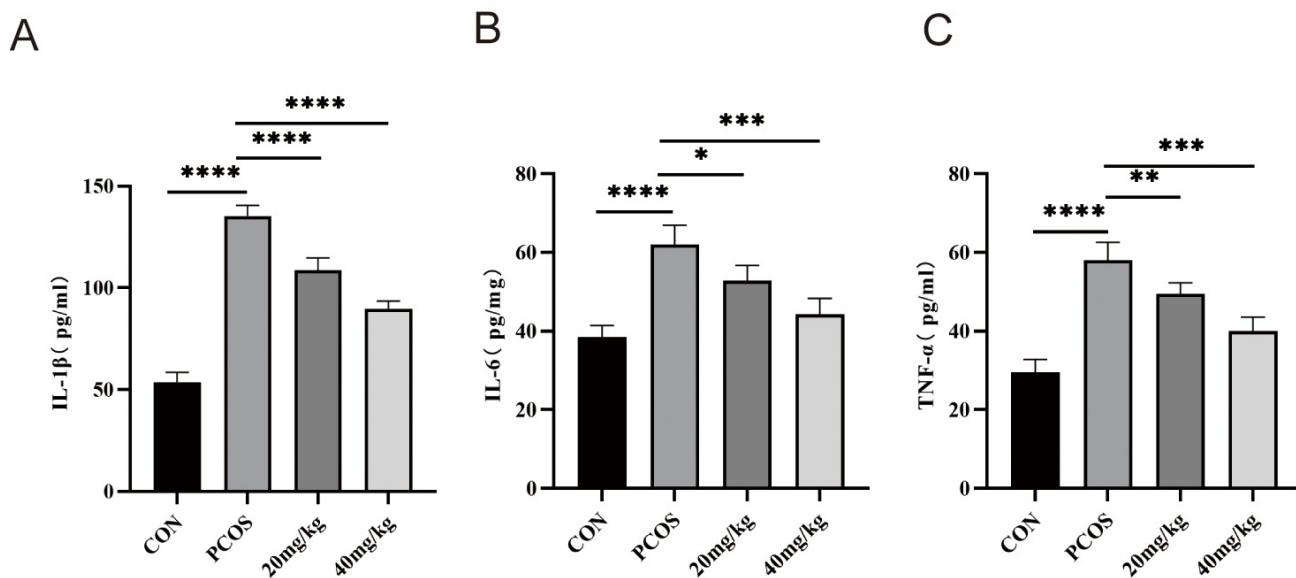 A
B
C
****
****
****
150
100
50
0
IL-1β( pg/ml)
CON
PCOS
20mg/kg
40mg/kg
***
*
****
80
60
40
20
0
IL-6( pg/mg)
CON
PCOS
20mg/kg
40mg/kg
***
**
****
80
60
40
20
0
TNF-α( pg/ml)
CON
PCOS
20mg/kg
40mg/kg